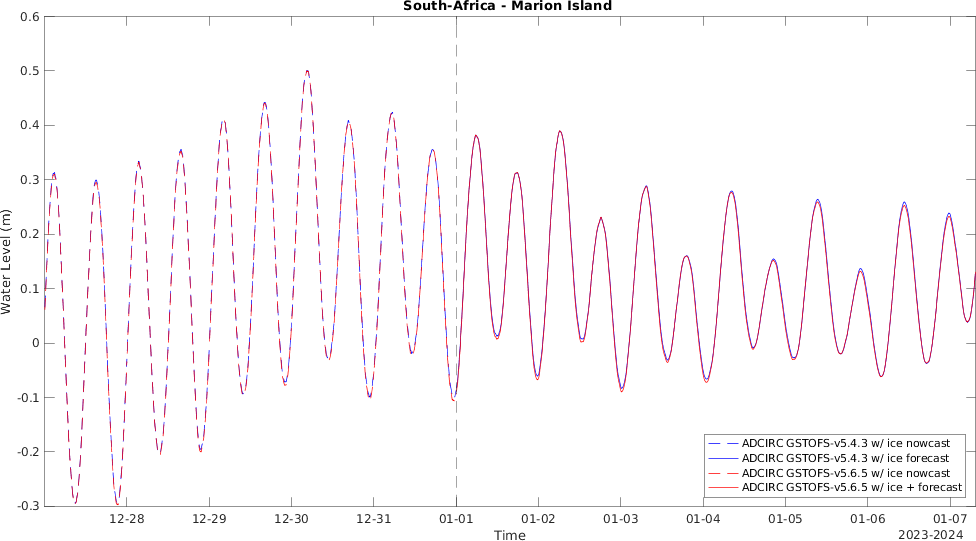 South-Africa - Marion Island
0.6
0.5
0.4
0.3
0.2
0.1
0
-0.1
-0.2
-0.3
Water Level (m)
ADCIRC GSTOFS-v5.4.3 w/ ice nowcast
ADCIRC GSTOFS-v5.4.3 w/ ice forecast
ADCIRC GSTOFS-v5.6.5 w/ ice nowcast
ADCIRC GSTOFS-v5.6.5 w/ ice + forecast
12-28 12-29 12-30 12-31 01-01 01-02 01-03 01-04 01-05 01-06 01-07
Time
2023-2024